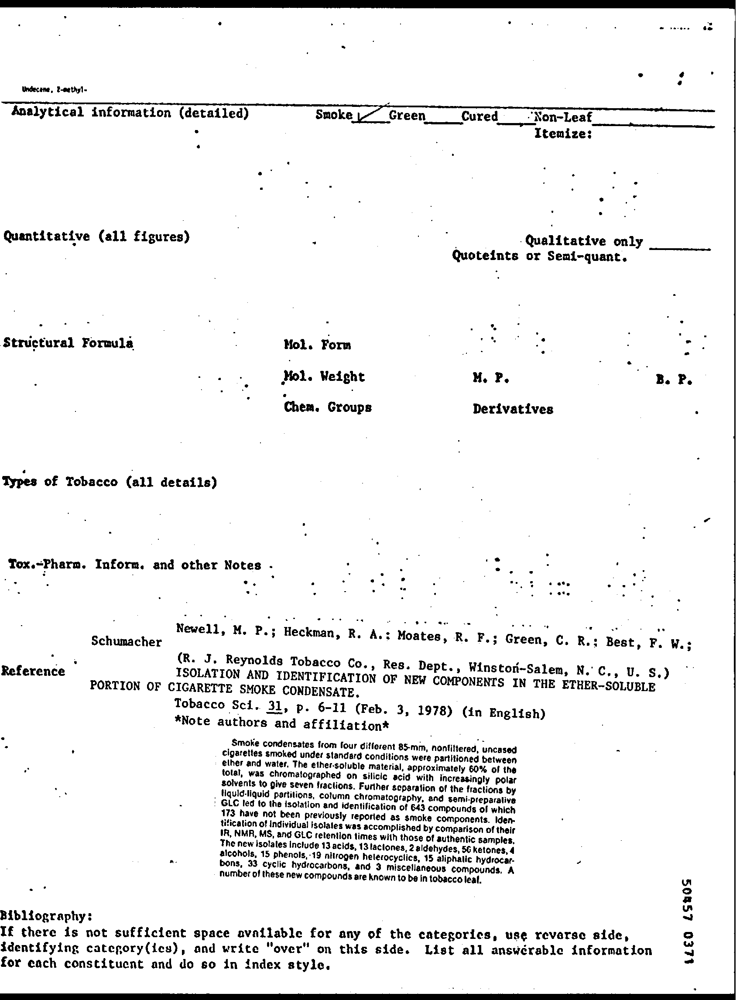 Undecane, 2-methyl-
Analytical information (detailed) Smoke Green Cured Non-Leaf
Itemize:
Quantitative (all figures) Qualitative only
Quoteints or Semi-quant.
Structural Formula Mol. Form
Mol. Weight M. P. B. P.
Chem. Groups Derivatives
Types of Tobacco (all details)
Tox.-Pharm. Inform. and other Notes
Newell, M. P.; Heckman, R. A.: Moates, R. F.; Green, C. R.; Best, F. W.;
Schumacher
(R. J. Reynolds Tobacco Co., Res. Dept., Winston-Salem, N. C., U. S.)
Reference ISOLATION AND IDENTIFICATION OF NEW COMPONENTS IN THE ETHER-SOLUBLE
PORTION OF CIGARETTE SMOKE CONDENSATE.
Tobacco Sci. 31, p. 6-11 (Feb. 3, 1978) (in English)
*Note authors and affiliation*
Smoke condensates from four different 85-mm, nonfiltered, uncased
cigarettes smoked under standard conditions were partitioned between
ether and water. The ether-soluble material, approximately 60% of the
total, was chromatographed on silicic acid with increasingly polar
solvents to give seven fractions. Further separation of the fractions by
liquid-liquid partitions, column chromatography, and semi-preparative
GLC led to the isolation and identification of 643 compounds of which
173 have not been previously reported as smoke components. Iden-
tification of individual isolates was accomplished by comparison of their
IR, NMR, MS, and GLC retention times with those of authentic samples.
The new isolates include 13 acids, 13 lactones, 2 aldehydes, 56 ketones, 4
alcohols, 15 phenols, 19 nitrogen heterocyclics, 15 aliphatic hydrocar-
bons, 33 cyclic hydrocarbons, and 3 miscellaneous compounds. A
number of these new compounds are known to be in tobacco leaf.
50457 0371
Bibliography:
If there is not sufficient space available for any of the categories, use reverse side,
identifying category(ies), and write "over" on this side. List all answerable information
for each constituent and do so in index style.